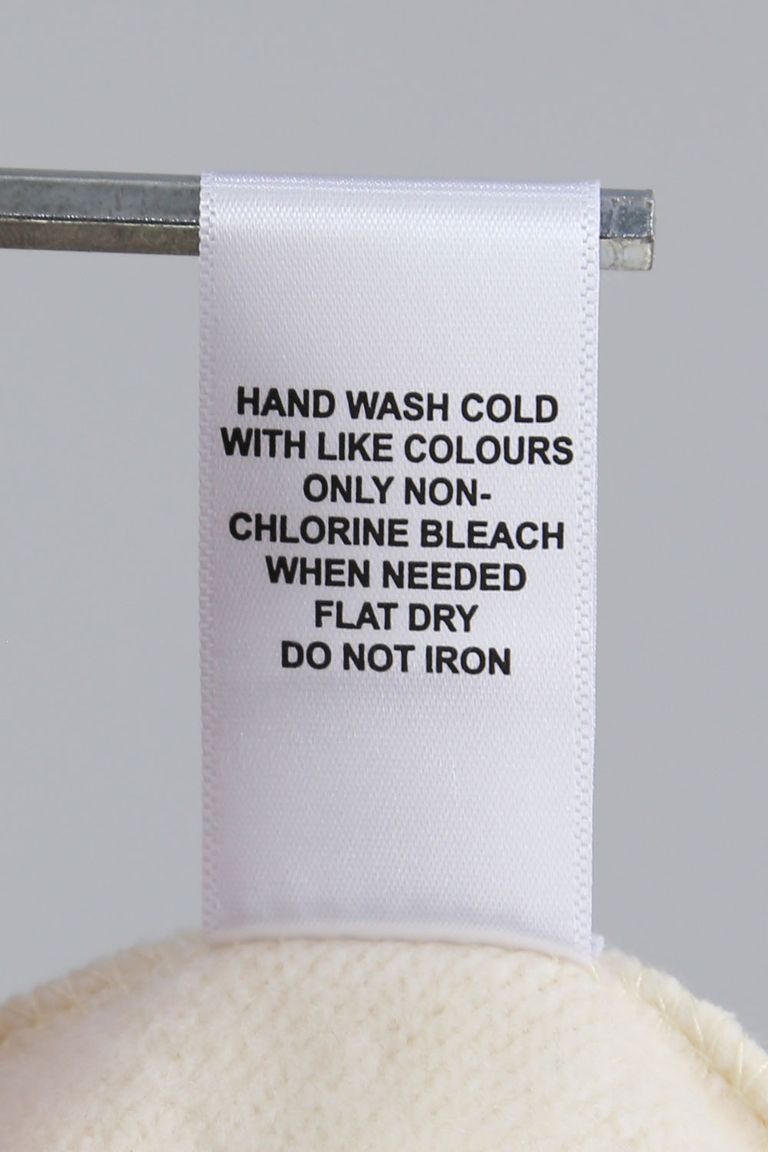 HAND WASH COLD
WITH LIKE COLOURS
ONLY NON-
CHLORINE BLEACH
WHEN NEEDED
FLAT DRY
DO NOT IRON